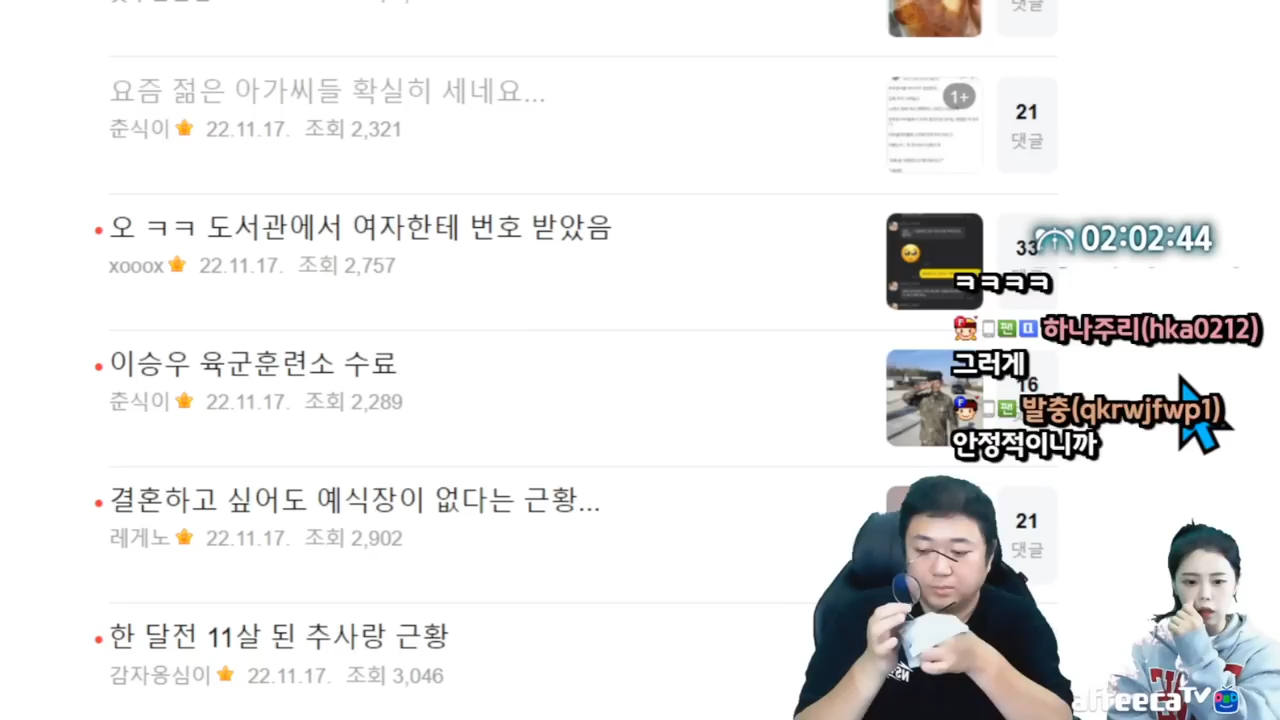 댓글
요즘 젊은 아가씨들 확실히 세네요...
춘식이 22.11.17. 조회 2,321
1+
21
댓글
오 ㅋㅋ 도서관에서 여자한테 번호 받았음
xooox 22.11.17. 조회 2,757
33
02:02:44
ㅋㅋㅋㅋ
하나주리(hka0212)
그러게
이승우 육군훈련소 수료
춘식이 22.11.17. 조회 2,289
16
발충(qkrwjfwp1)
안정적이니까
결혼하고 싶어도 예식장이 없다는 근황...
레게노 22.11.17. 조회 2,902
21
댓글
한 달전 11살 된 추사랑 근황
감자옹심이 22.11.17. 조회 3,046
afreecaTV